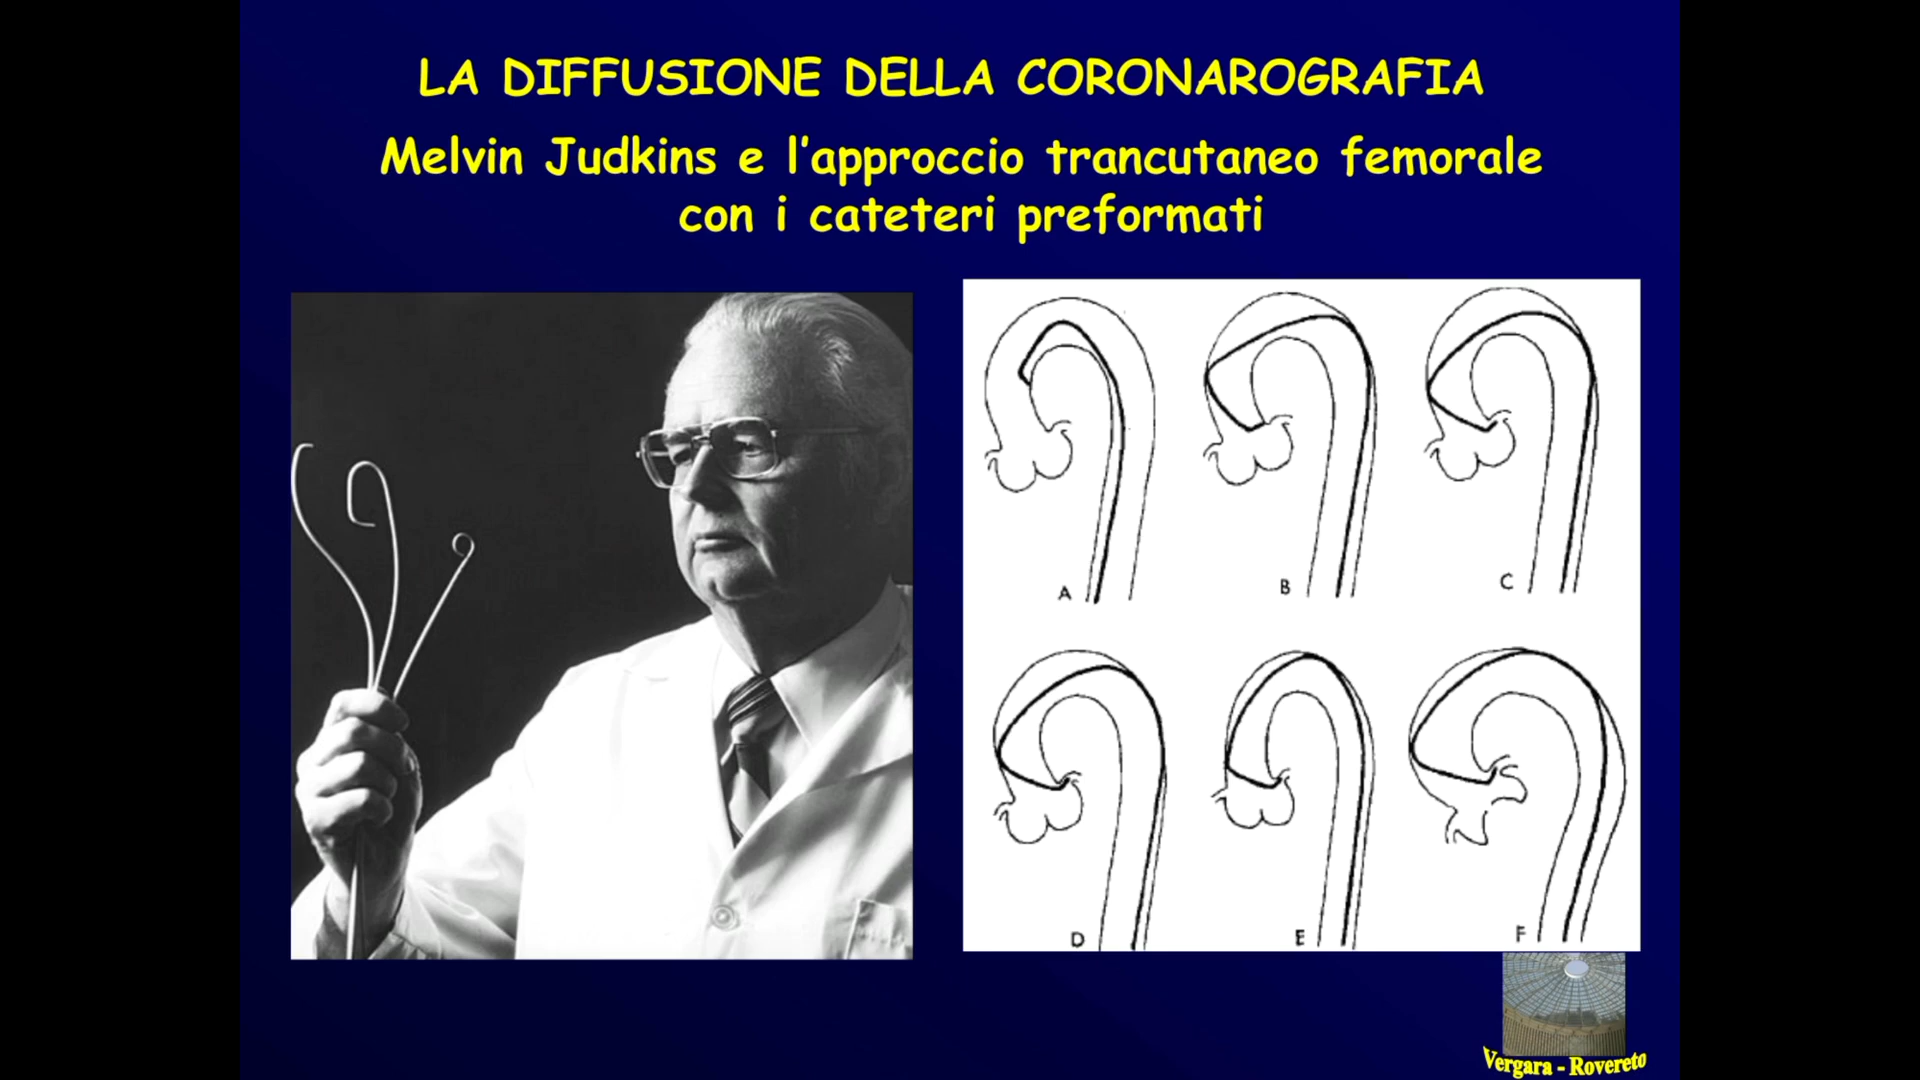 LA DIFFUSIONE DELLA CORONAROGRAFIA
Melvin Judkins e l'approccio trancutaneo femorale
con i cateteri preformati
A B C
D E F
Vergara - Rovereto